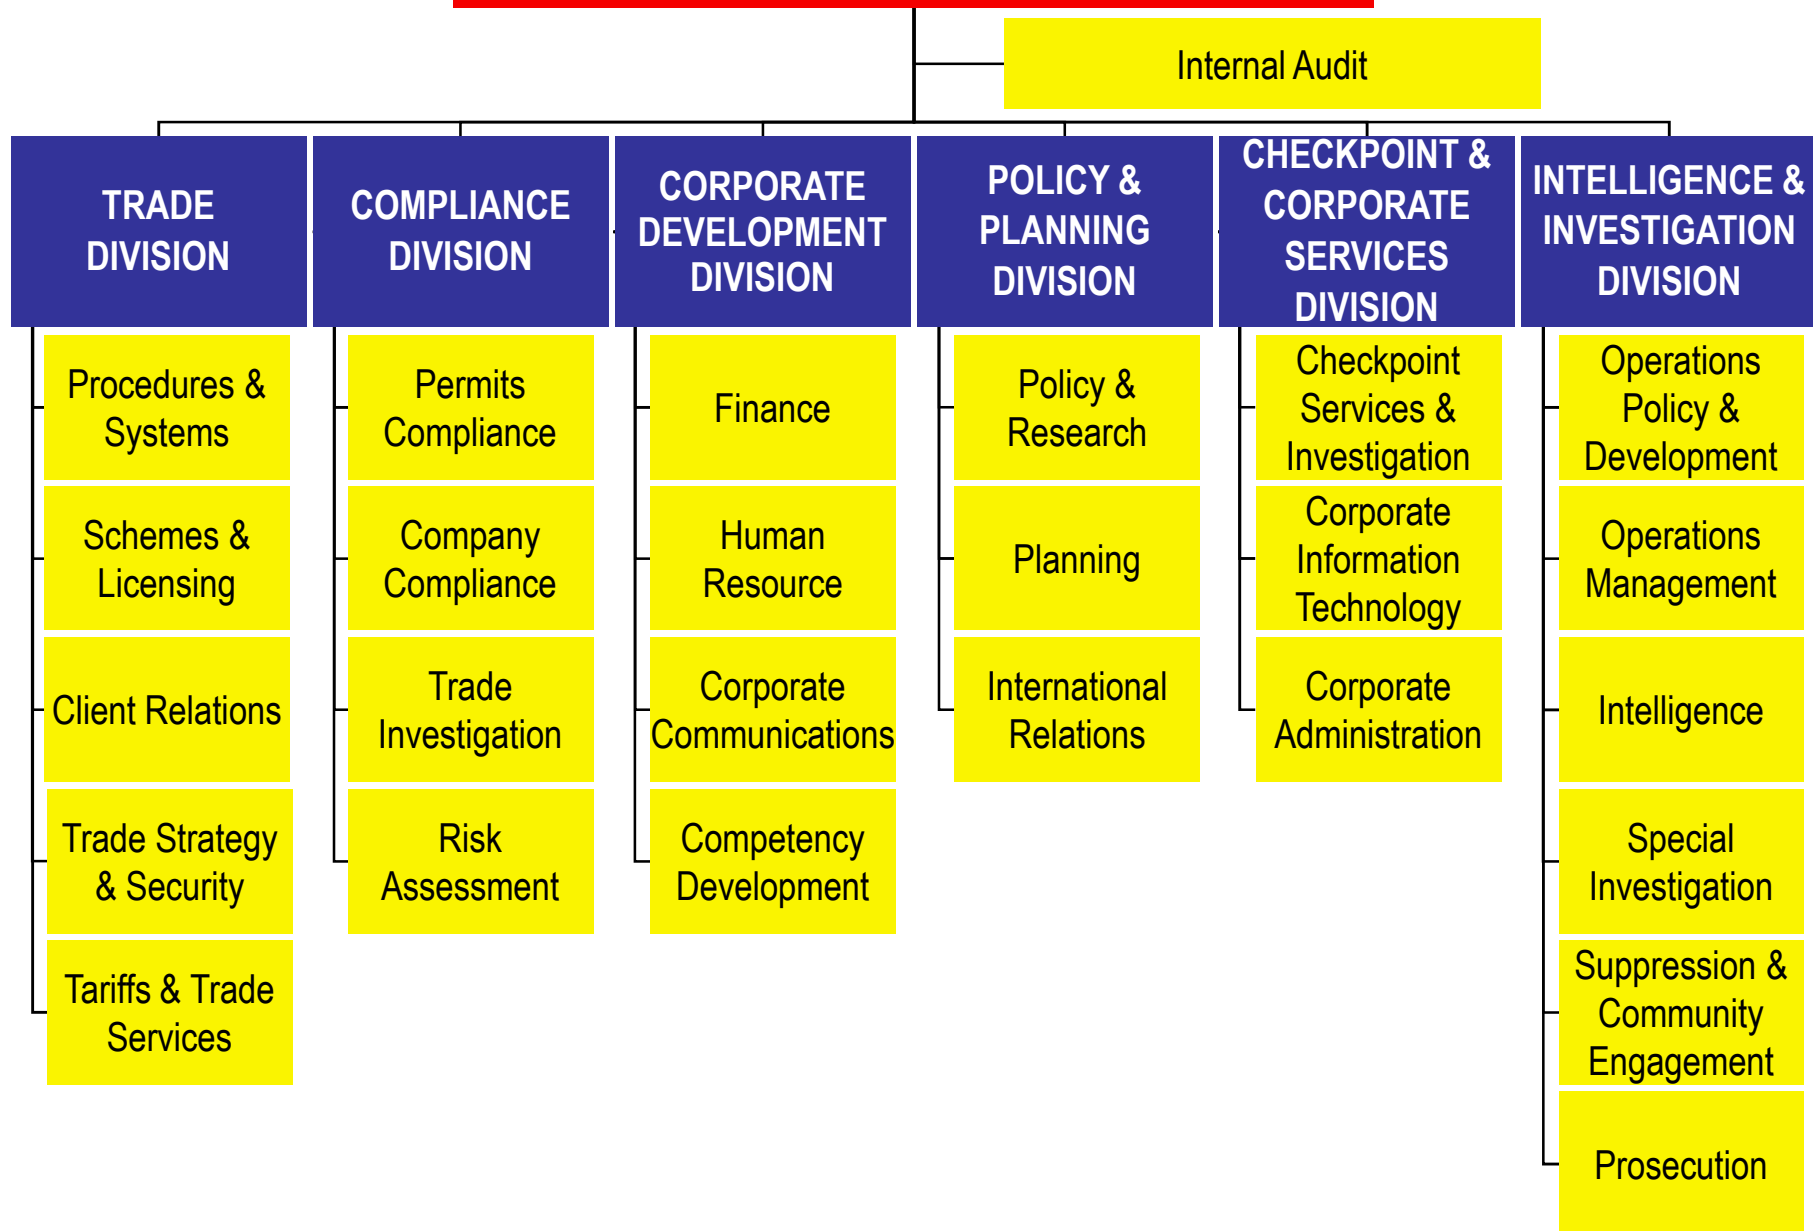 Internal Audit
TRADE
DIVISION
COMPLIANCE
DIVISION
CORPORATE
DEVELOPMENT
DIVISION
POLICY &
PLANNING
DIVISION
CHECKPOINT &
CORPORATE
SERVICES
DIVISION
INTELLIGENCE &
INVESTIGATION
DIVISION
Procedures &
Systems
Schemes &
Licensing
Client Relations
Trade Strategy
& Security
Tariffs & Trade
Services
Permits
Compliance
Company
Compliance
Trade
Investigation
Risk
Assessment
Finance
Human
Resource
Corporate
Communications
Competency
Development
Policy &
Research
Planning
International
Relations
Checkpoint
Services &
Investigation
Corporate
Information
Technology
Corporate
Administration
Operations
Policy &
Development
Operations
Management
Intelligence
Special
Investigation
Suppression &
Community
Engagement
Prosecution